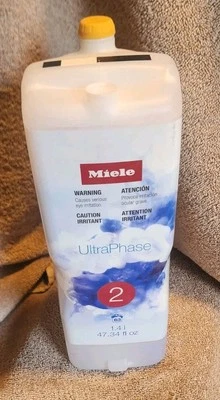 Miele
WARNING
Causes serious
eye irritation
ATENCIÓN
CAUTION
IRRITANT
ATTENTION
IRRITANT
UltraPhase
2
1.4 l
47.34 fl oz